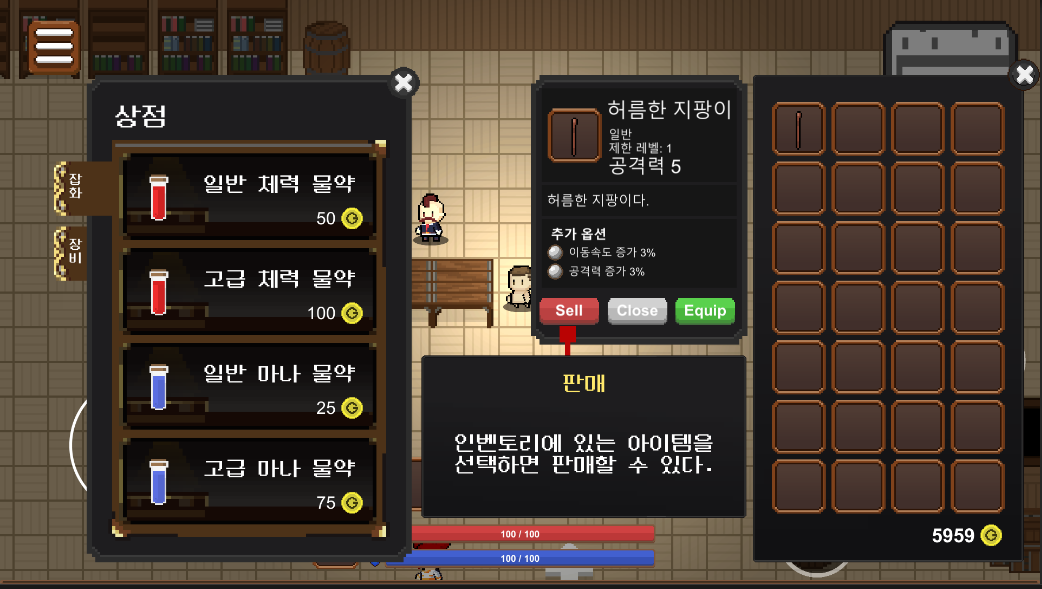 상점
잡화
장비
일반 체력 물약
50
고급 체력 물약
100
일반 마나 물약
25
고급 마나 물약
75
허름한 지팡이
일반
제한 레벨: 1
공격력 5
허름한 지팡이다.
추가 옵션
이동속도 증가 3%
공격력 증가 3%
Sell
Close
Equip
판매
인벤토리에 있는 아이템을
선택하면 판매할 수 있다.
5959
100 / 100
100 / 100